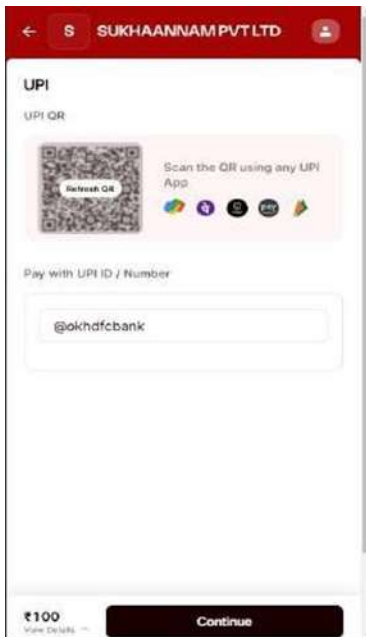 S SUKHAANNAM PVT LTD
UPI
UPI QR
Refresh QR
Scan the QR using any UPI
App
Pay with UPI ID / Number
@okhdfcbank
₹100
View Details
Continue